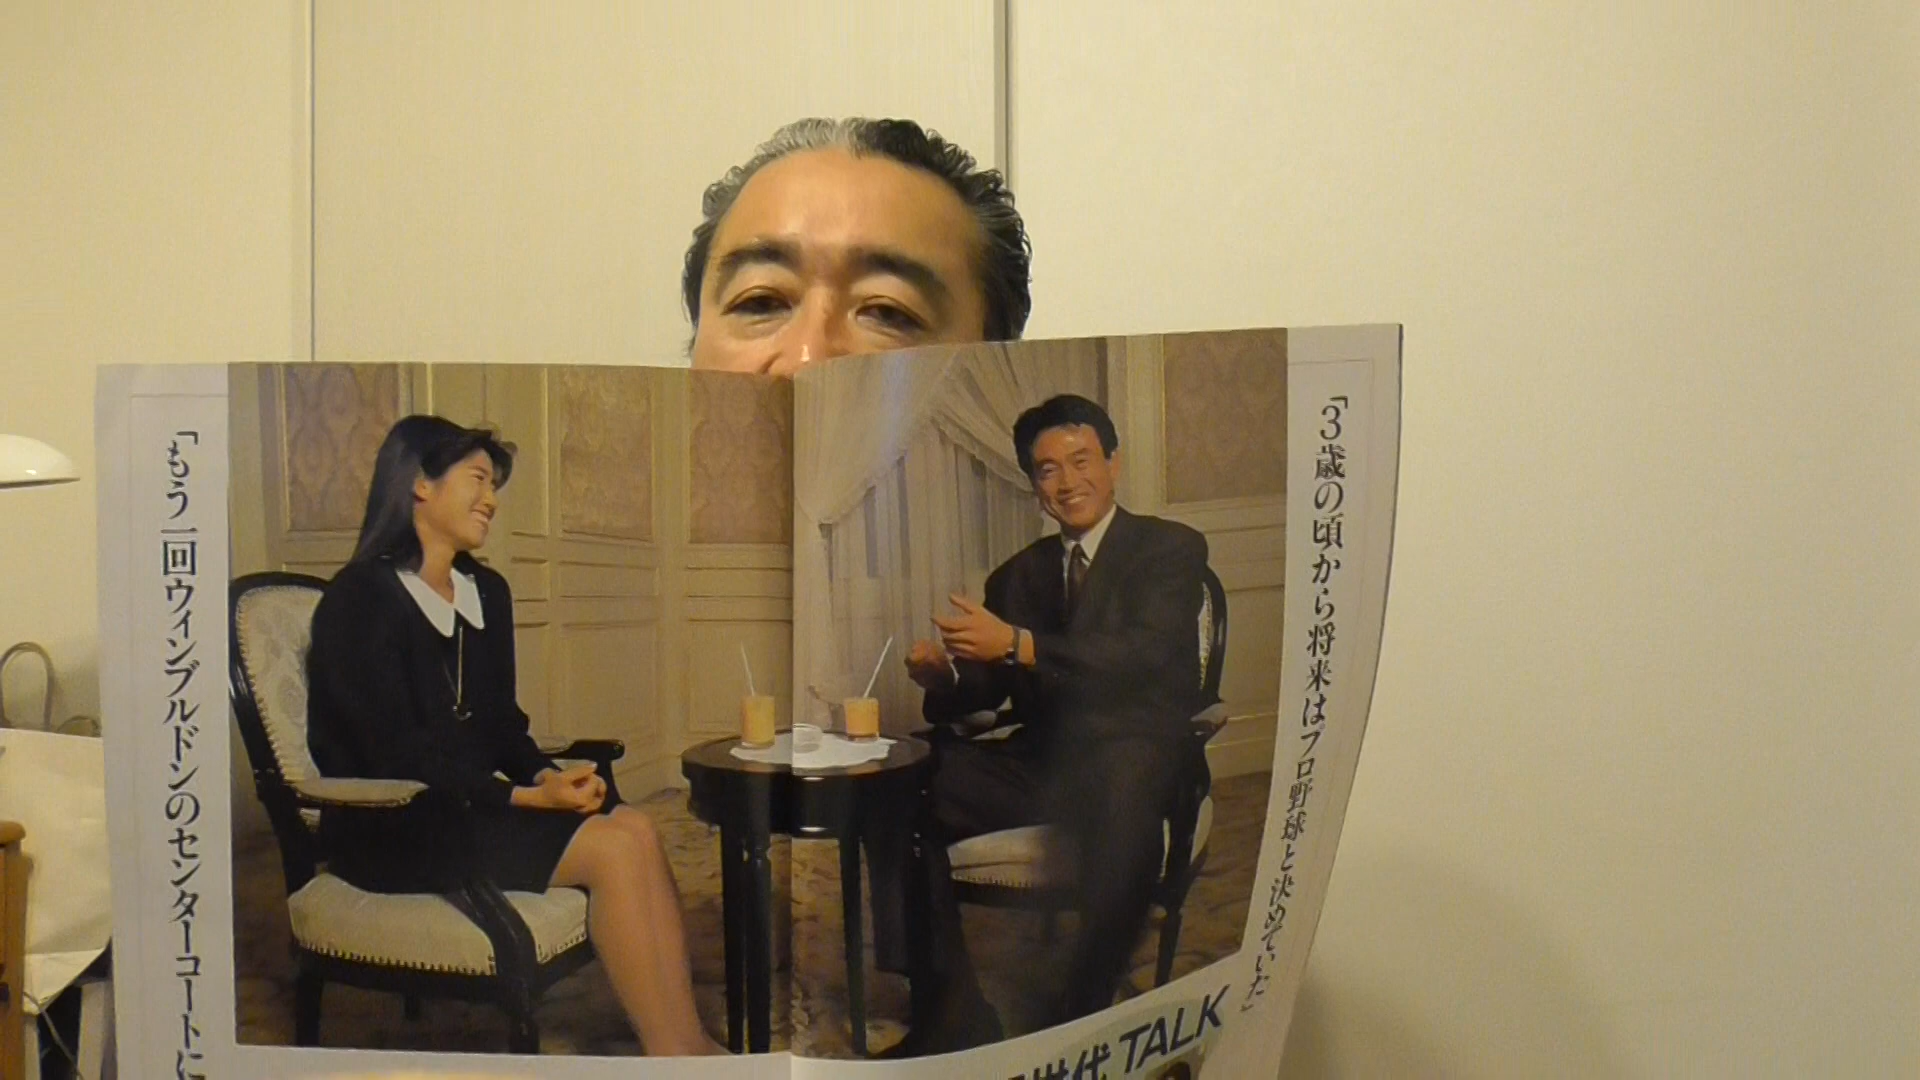 「3歳の頃から将来はプロ野球と決めていた」
「もう一回ウィンブルドンのセンターコートに
世代 TALK